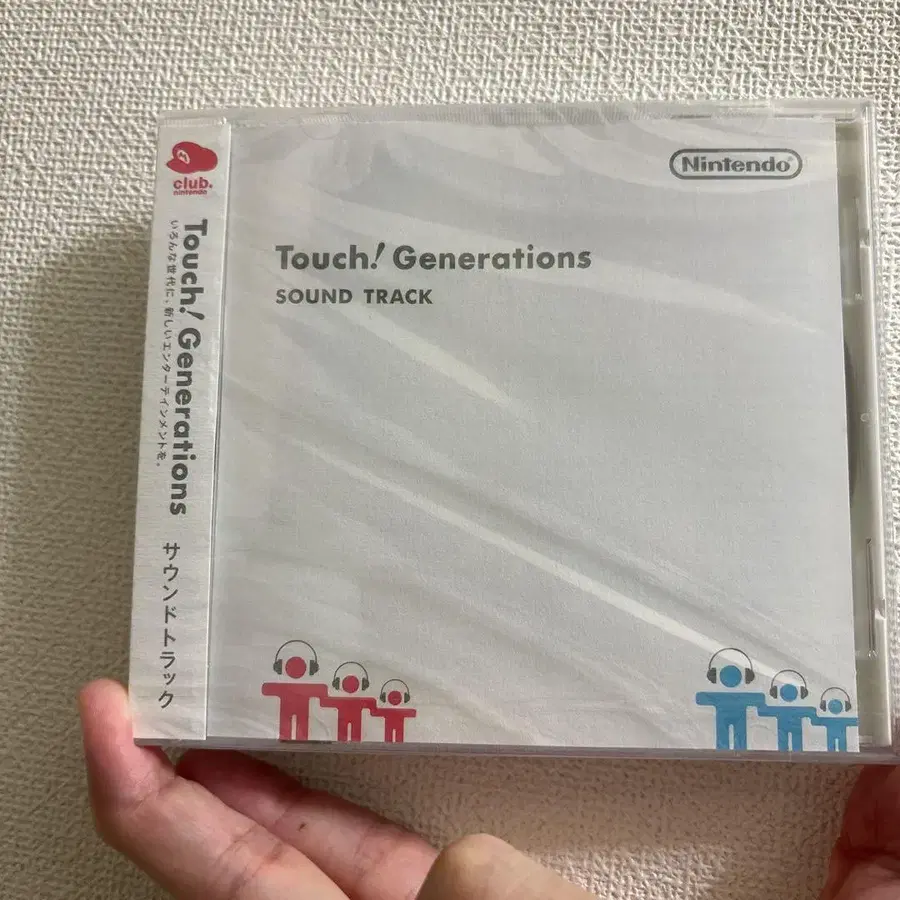 club.
nintendo
Touch! Generations
いろんな世代に、新しいエンターテインメントを。
サウンドトラック
Nintendo
Touch! Generations
SOUND TRACK